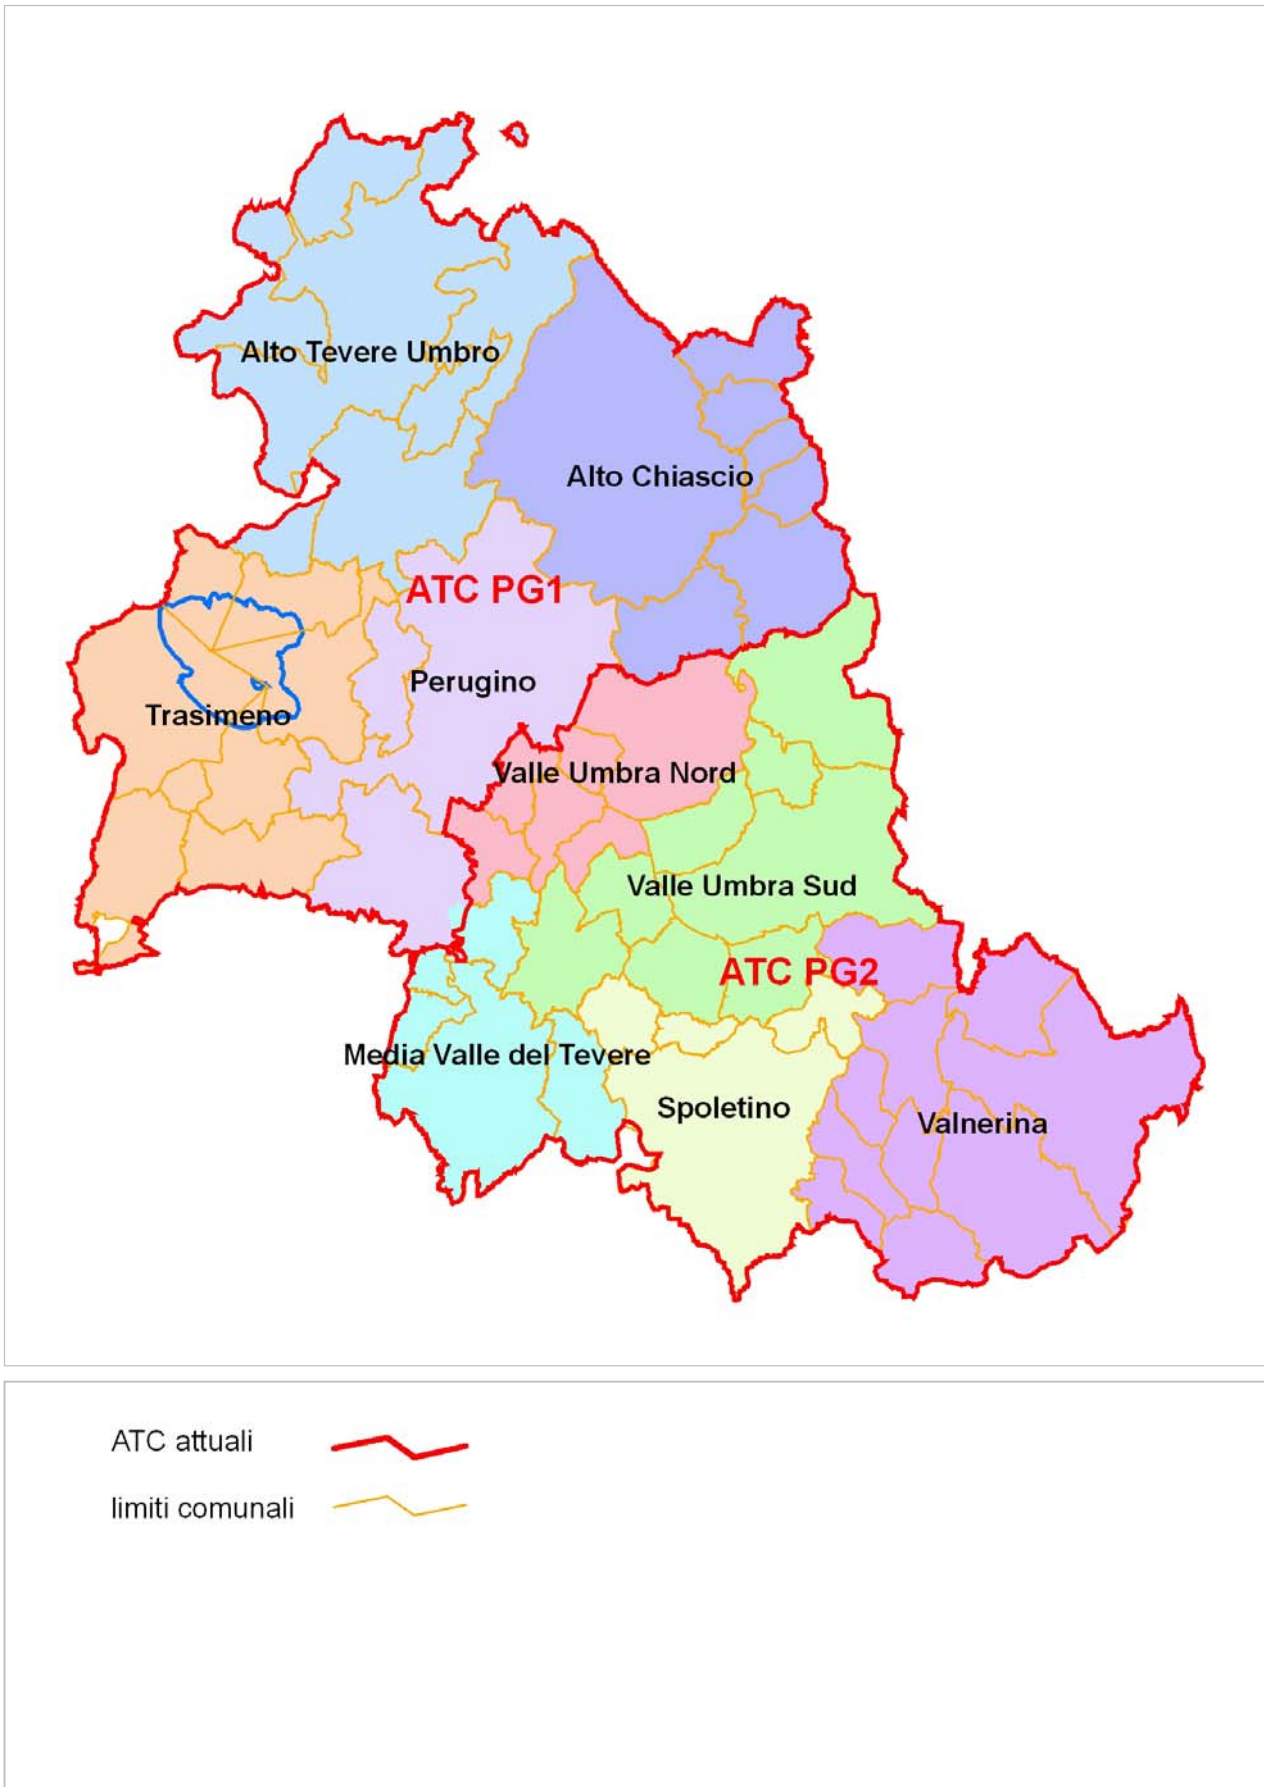 Alto Tevere Umbro
Alto Chiascio
ATC PG1
Perugino
Trasimeno
Valle Umbra Nord
Valle Umbra Sud
ATC PG2
Media Valle del Tevere
Spoletino
Valnerina
ATC attuali
limiti comunali